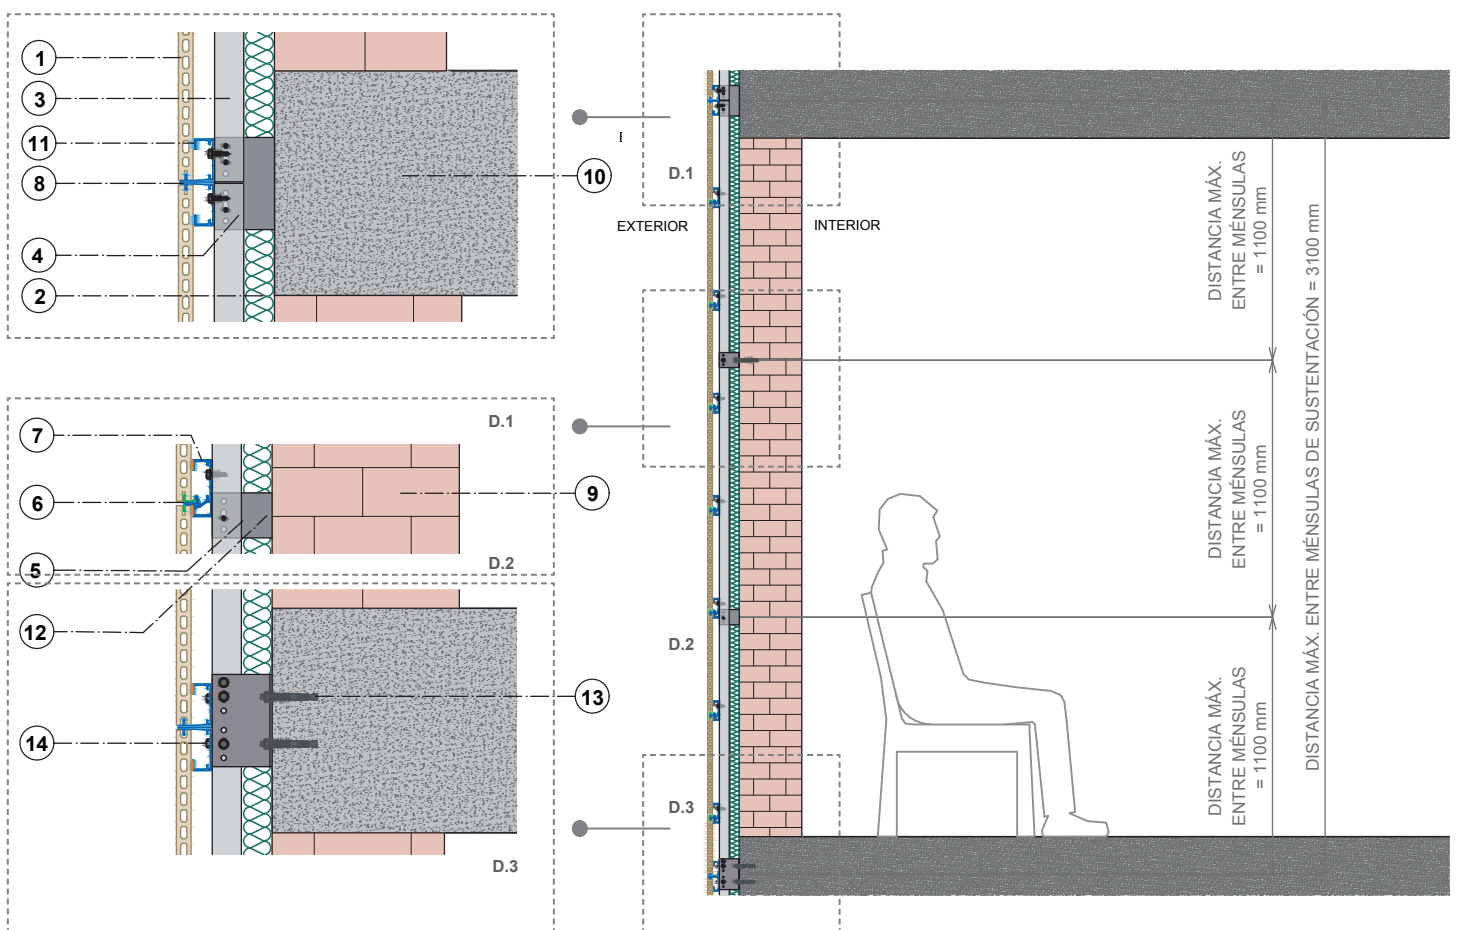 1
3
11
8
4
2
10
D.1
7
6
5
12
9
D.2
13
14
D.3
D.1
EXTERIOR
INTERIOR
D.2
D.3
DISTANCIA MÁX.
ENTRE MÉNSULAS
= 1100 mm
DISTANCIA MÁX.
ENTRE MÉNSULAS
= 1100 mm
DISTANCIA MÁX.
ENTRE MÉNSULAS
= 1100 mm
DISTANCIA MÁX. ENTRE MÉNSULAS DE SUSTENTACIÓN = 3100 mm